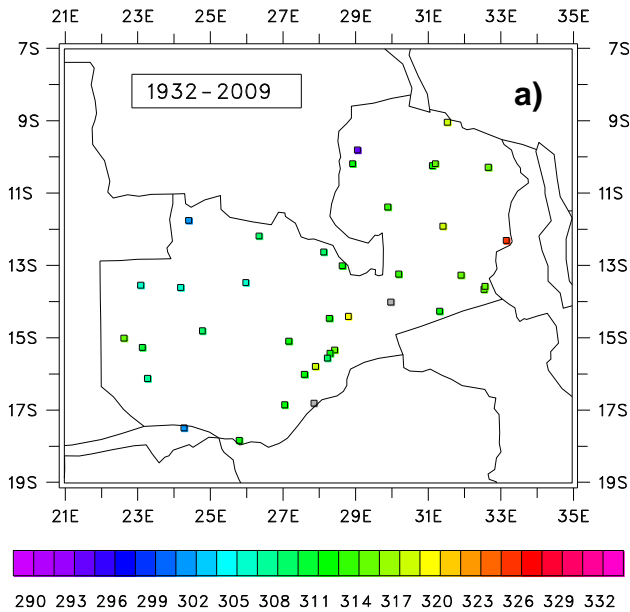 21E 23E 25E 27E 29E 31E 33E 35E
7S 7S
1932-2009 a)
9S 9S
11S 11S
13S 13S
15S 15S
17S 17S
19S 19S
21E 23E 25E 27E 29E 31E 33E 35E
290 293 296 299 302 305 308 311 314 317 320 323 326 329 332